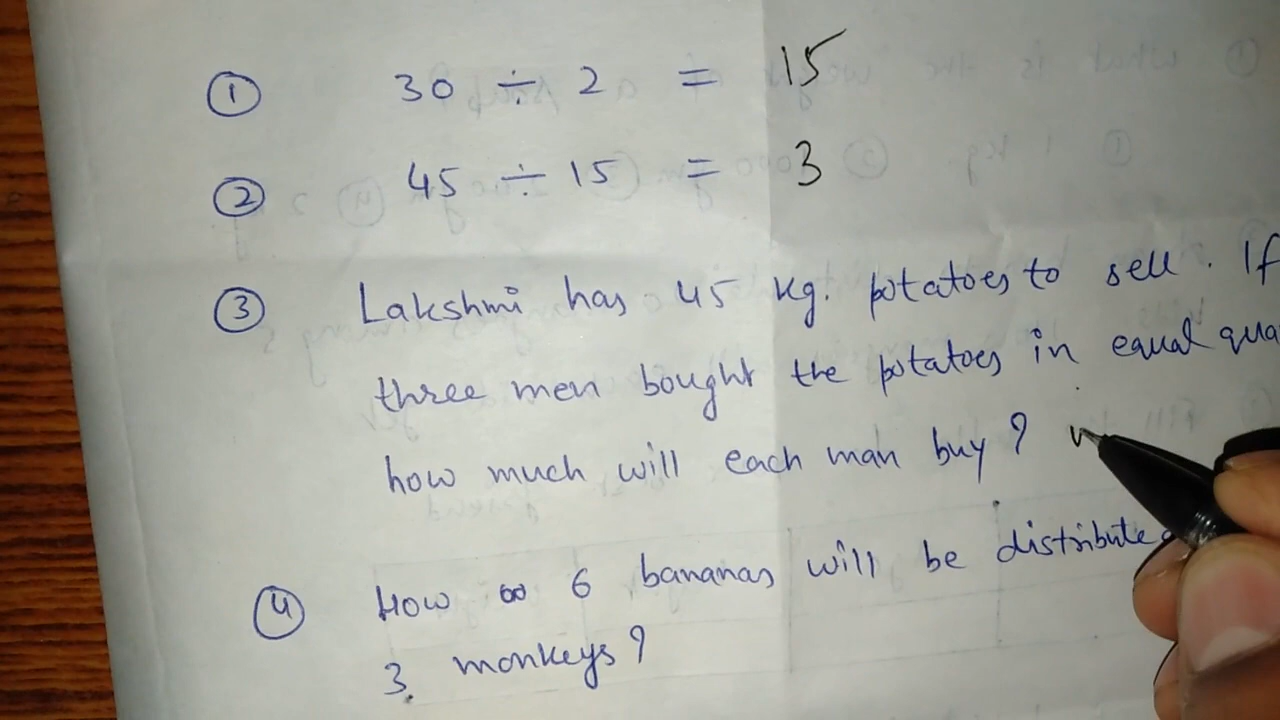 ① 30 ÷ 2 = 15
② 45 ÷ 15 = 3
③ Lakshmi has 45 kg. potatoes to sell. If
three men bought the potatoes in equal qua
how much will each man buy?
④ How 6 bananas will be distribute
3. monkeys?